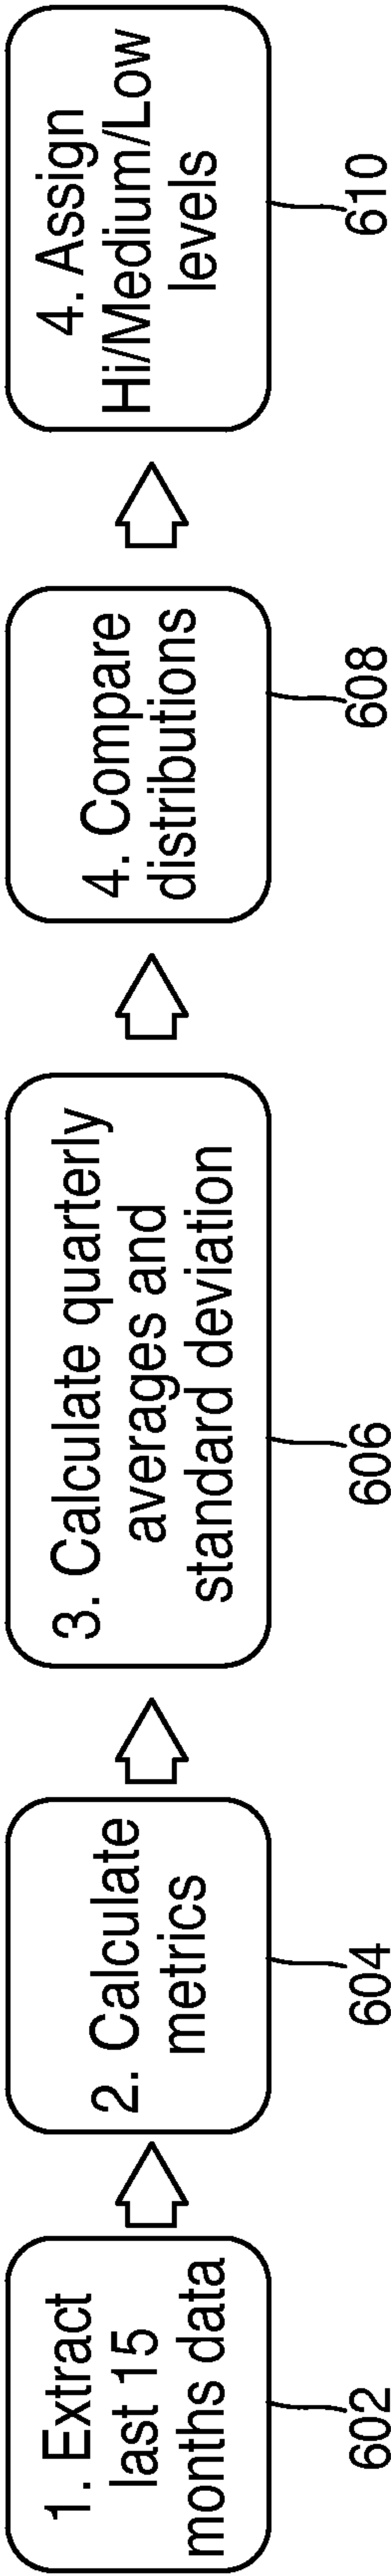 1. Extract
last 15
months data
602
2. Calculate
metrics
604
3. Calculate quarterly
averages and
standard deviation
606
4. Compare
distributions
608
4. Assign
Hi/Medium/Low
levels
610